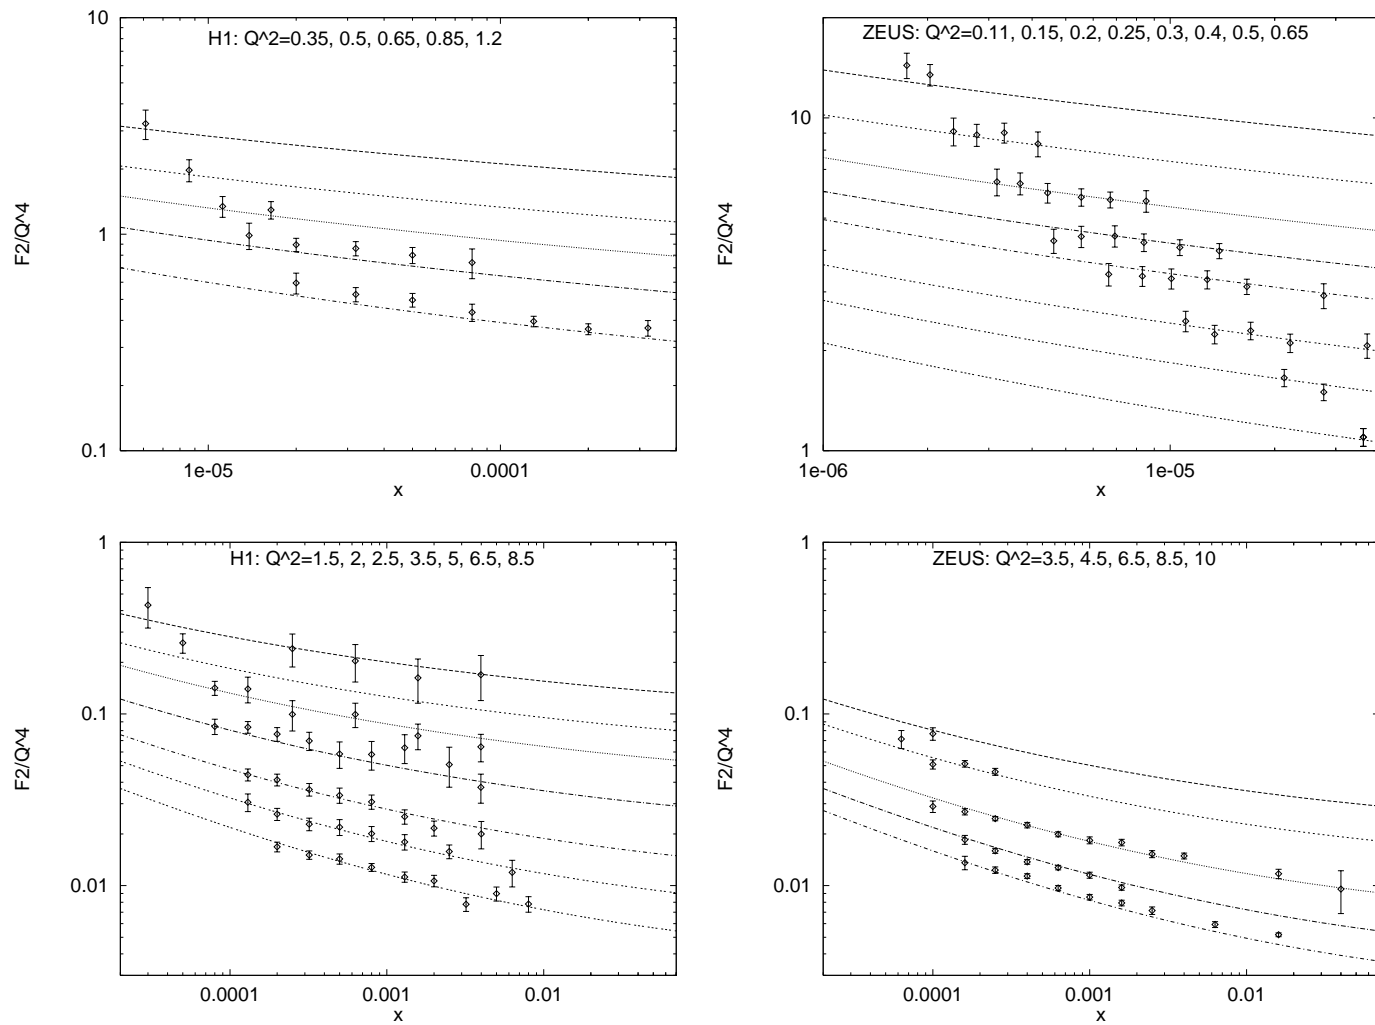 H1: Q^2=0.35, 0.5, 0.65, 0.85, 1.2
10
1
0.1
F2/Q^4
1e-05
0.0001
x
ZEUS: Q^2=0.11, 0.15, 0.2, 0.25, 0.3, 0.4, 0.5, 0.65
10
1
F2/Q^4
1e-06
1e-05
x
H1: Q^2=1.5, 2, 2.5, 3.5, 5, 6.5, 8.5
1
0.1
0.01
F2/Q^4
0.0001
0.001
0.01
x
ZEUS: Q^2=3.5, 4.5, 6.5, 8.5, 10
1
0.1
0.01
F2/Q^4
0.0001
0.001
0.01
x